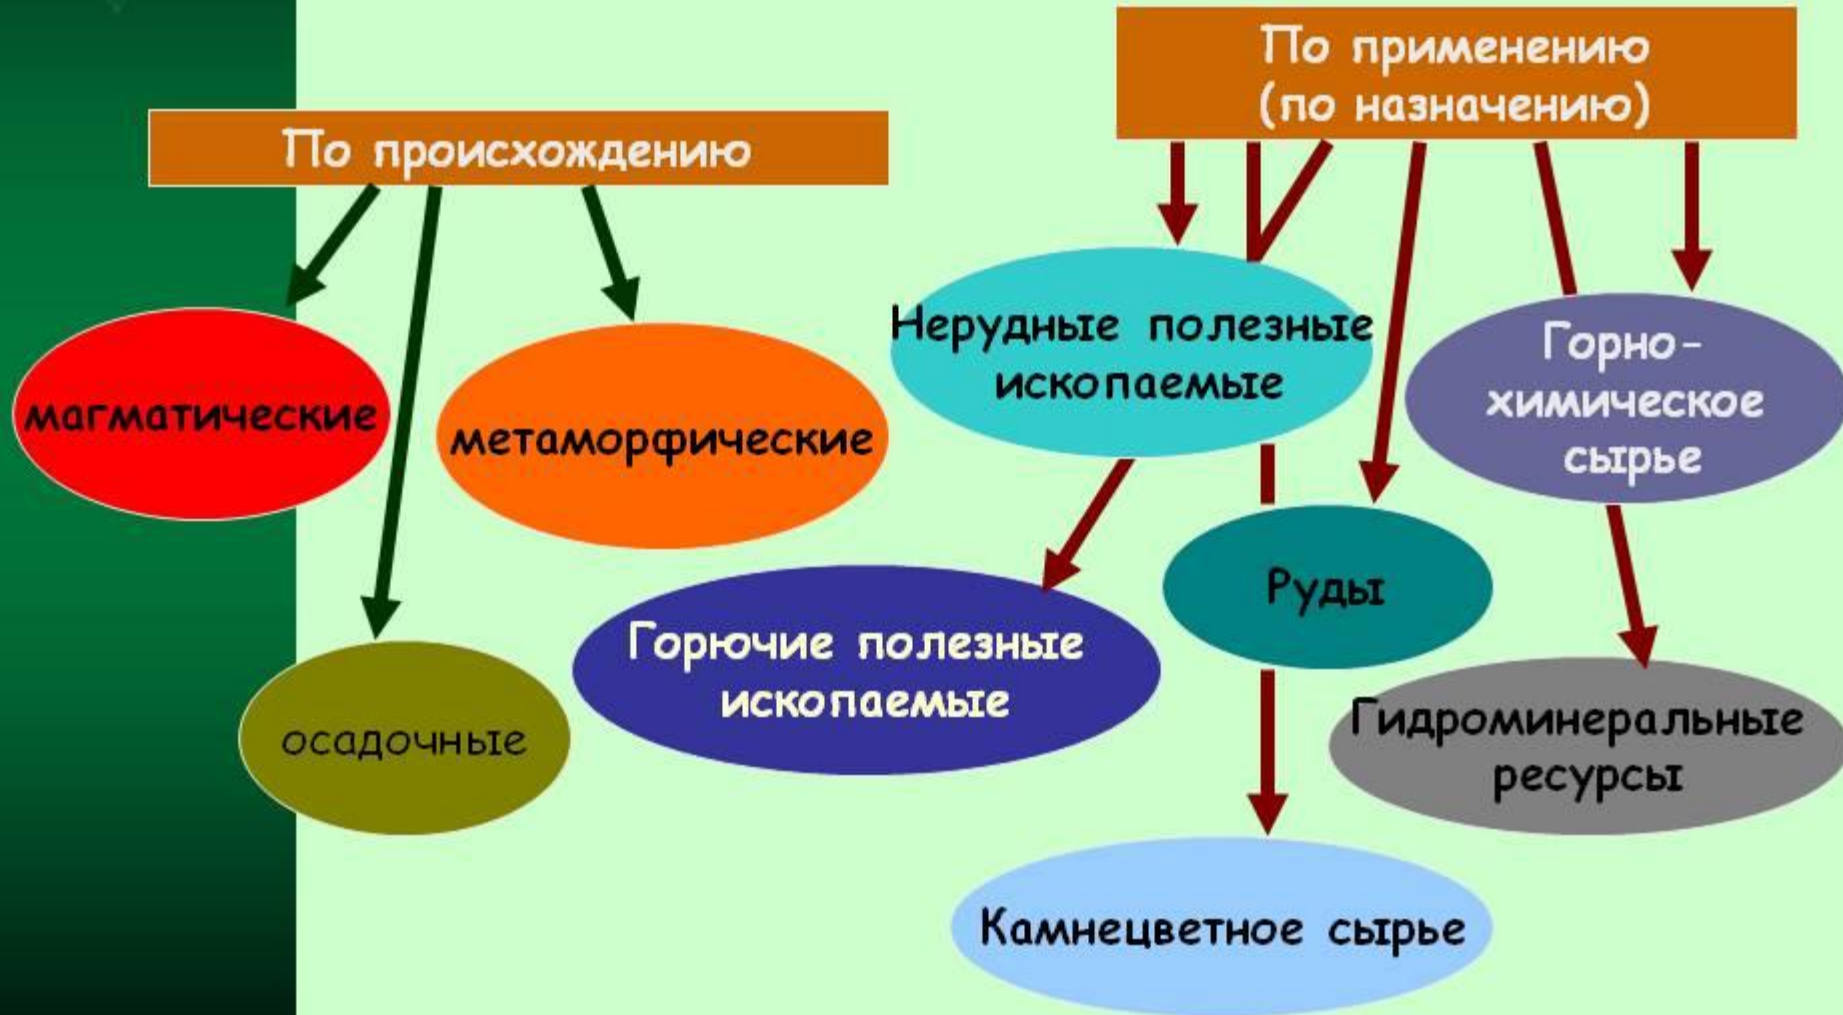 По происхождению
магматические
метаморфические
осадочные
По применению
(по назначению)
Нерудные полезные
ископаемые
Горно-
химическое
сырье
Руды
Горючие полезные
ископаемые
Гидроминеральные
ресурсы
Камнецветное сырье